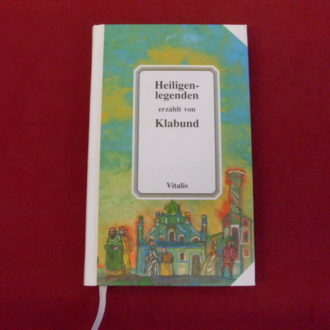 Heiligen-
legenden
erzählt von
Klabund
Vitalis